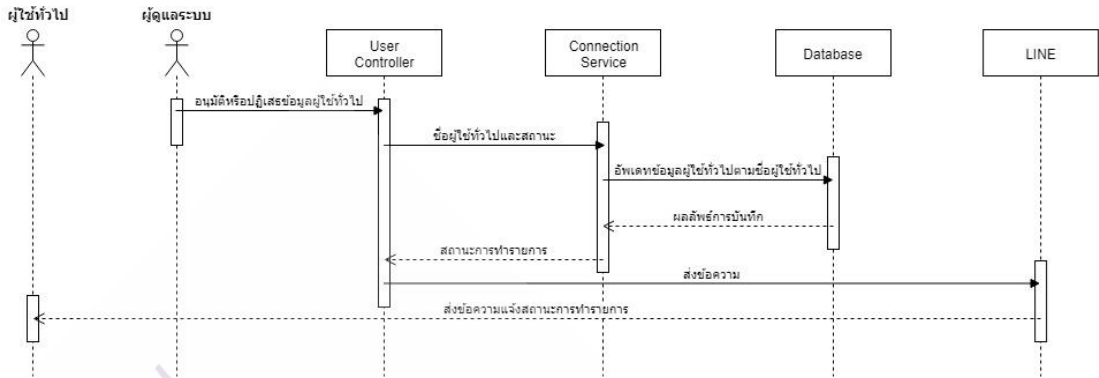 ผู้ใช้ทั่วไป
ผู้ดูแลระบบ
User
Controller
Connection
Service
Database
LINE
อนุมัติหรือปฏิเสธข้อมูลผู้ใช้ทั่วไป
ชื่อผู้ใช้ทั่วไปและสถานะ
อัพเดทข้อมูลผู้ใช้ทั่วไปตามชื่อผู้ใช้ทั่วไป
ผลลัพธ์การบันทึก
สถานะการทำรายการ
ส่งข้อความ
ส่งข้อความแจ้งสถานะการทำรายการ